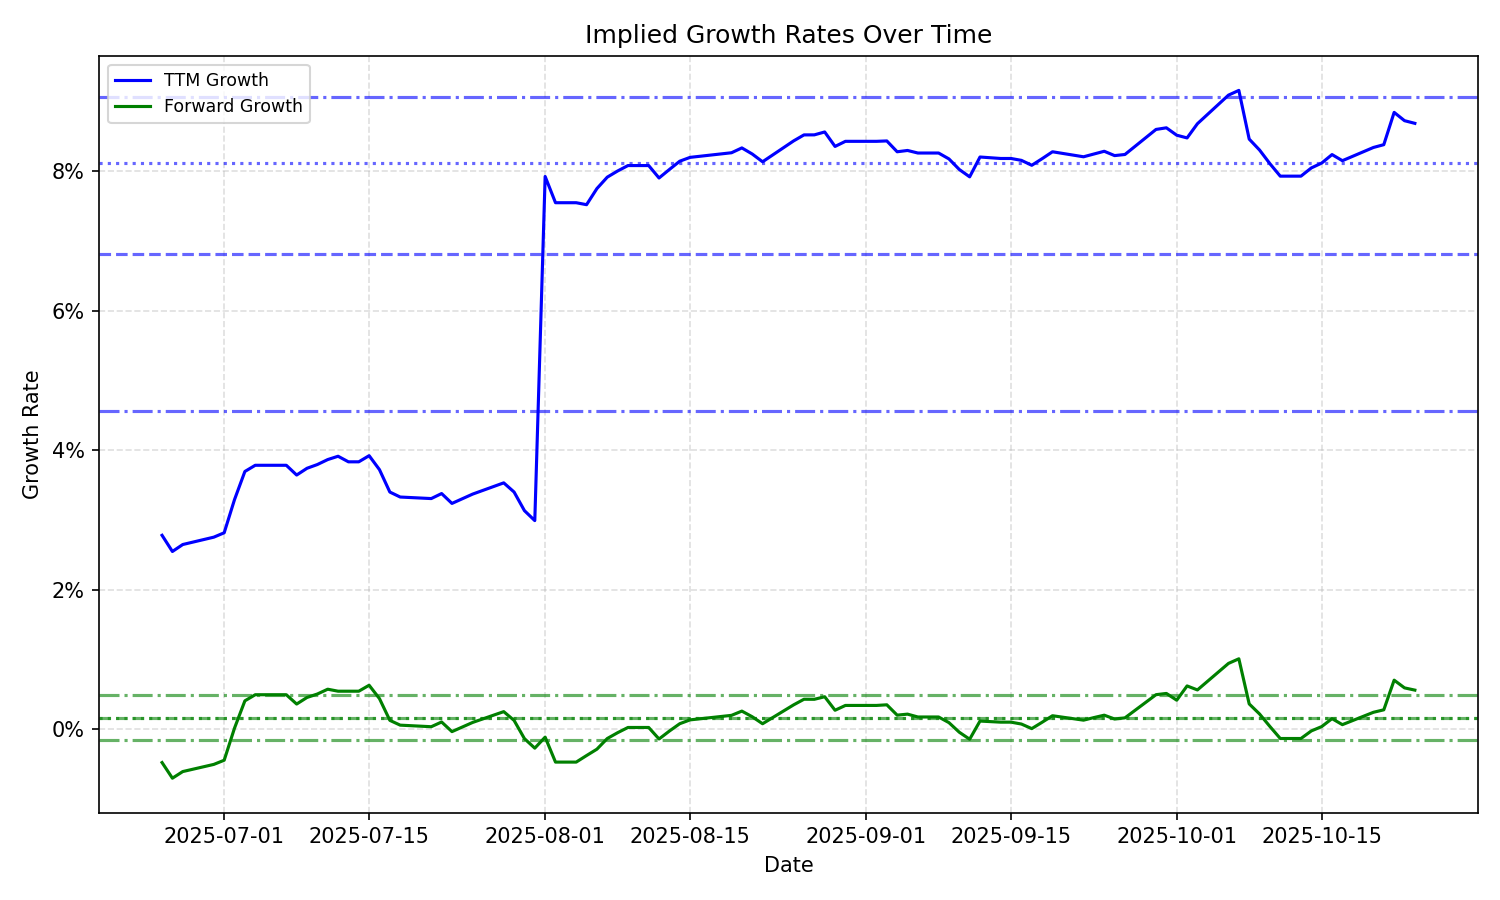 Implied Growth Rates Over Time
TTM Growth
Forward Growth
Growth Rate
8%
6%
4%
2%
0%
2025-07-01 2025-07-15 2025-08-01 2025-08-15 2025-09-01 2025-09-15 2025-10-01 2025-10-15
Date